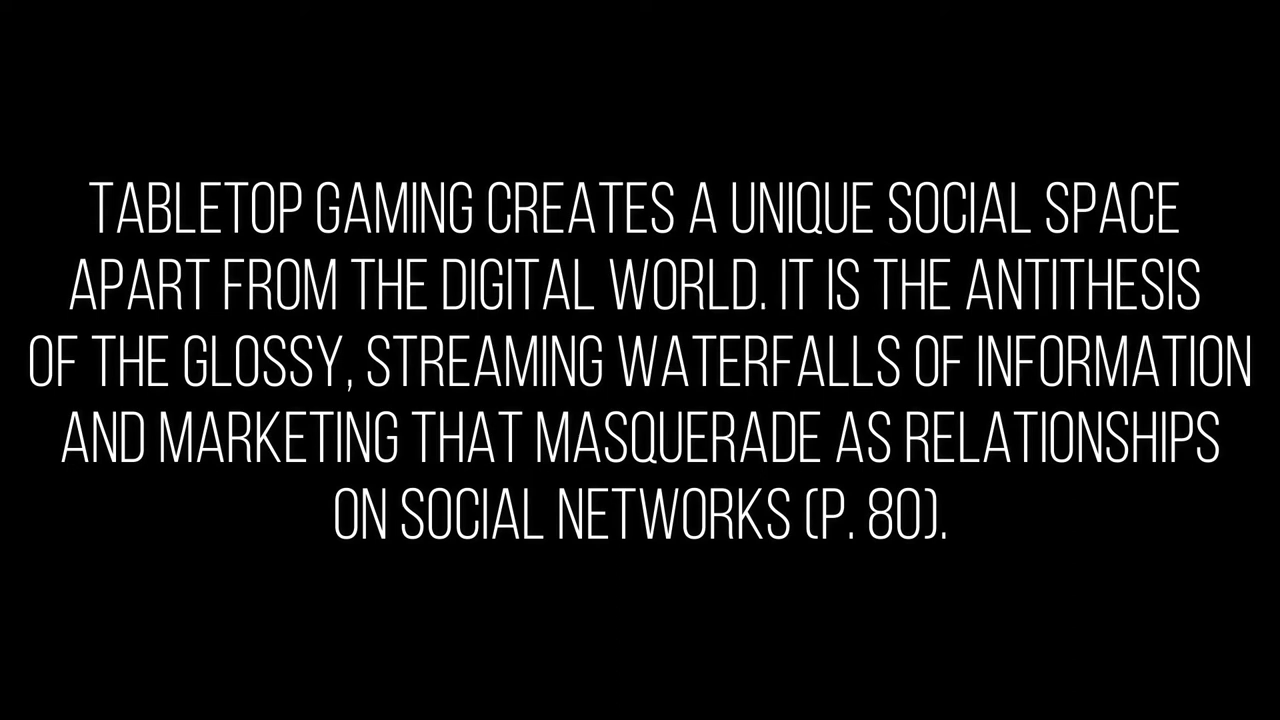 TABLETOP GAMING CREATES A UNIQUE SOCIAL SPACE
APART FROM THE DIGITAL WORLD. IT IS THE ANTITHESIS
OF THE GLOSSY, STREAMING WATERFALLS OF INFORMATION
AND MARKETING THAT MASQUERADE AS RELATIONSHIPS
ON SOCIAL NETWORKS (P. 80).